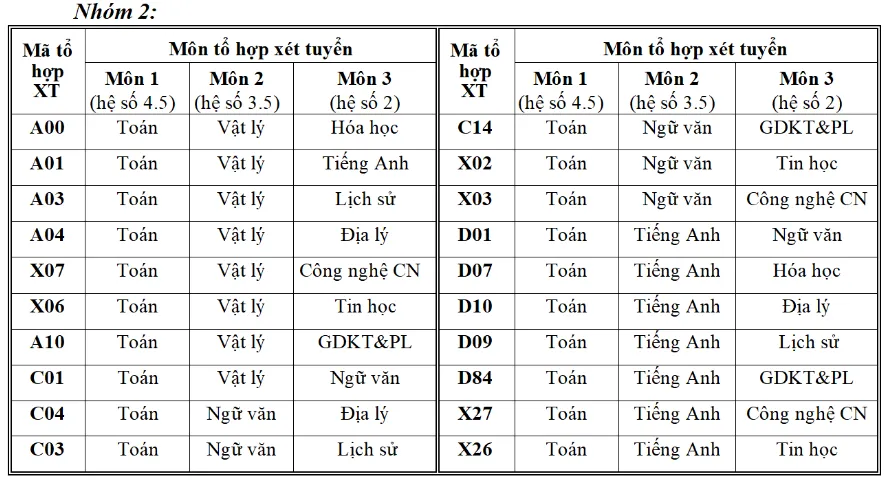 Nhóm 2:
Mã tổ hợp XT Môn tổ hợp xét tuyển Mã tổ hợp XT Môn tổ hợp xét tuyển
Môn 1 (hệ số 4.5) Môn 2 (hệ số 3.5) Môn 3 (hệ số 2) Môn 1 (hệ số 4.5) Môn 2 (hệ số 3.5) Môn 3 (hệ số 2)
A00 Toán Vật lý Hóa học C14 Toán Ngữ văn GDKT&PL
A01 Toán Vật lý Tiếng Anh X02 Toán Ngữ văn Tin học
A03 Toán Vật lý Lịch sử X03 Toán Ngữ văn Công nghệ CN
A04 Toán Vật lý Địa lý D01 Toán Tiếng Anh Ngữ văn
X07 Toán Vật lý Công nghệ CN D07 Toán Tiếng Anh Hóa học
X06 Toán Vật lý Tin học D10 Toán Tiếng Anh Địa lý
A10 Toán Vật lý GDKT&PL D09 Toán Tiếng Anh Lịch sử
C01 Toán Vật lý Ngữ văn D84 Toán Tiếng Anh GDKT&PL
C04 Toán Ngữ văn Địa lý X27 Toán Tiếng Anh Công nghệ CN
C03 Toán Ngữ văn Lịch sử X26 Toán Tiếng Anh Tin học